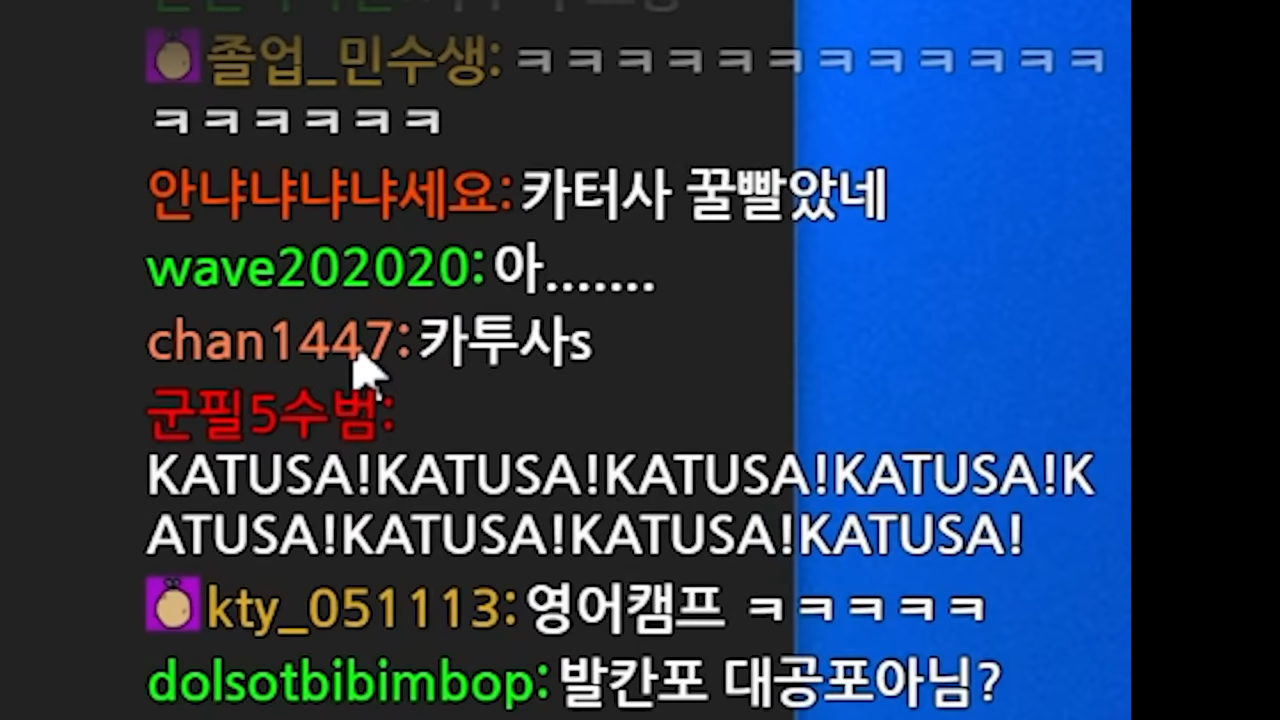 졸업_민수생: ㅋㅋㅋㅋㅋㅋㅋㅋㅋㅋㅋㅋ
ㅋㅋㅋㅋㅋㅋ
안냐냐냐냐세요: 카터사 꿀빨았네
wave202020: 아.......
chan1447: 카투사s
군필5수범:
KATUSA!KATUSA!KATUSA!KATUSA!K
ATUSA!KATUSA!KATUSA!KATUSA!
kty_051113: 영어캠프 ㅋㅋㅋㅋㅋ
dolsotbibimbop: 발칸포 대공포아님?